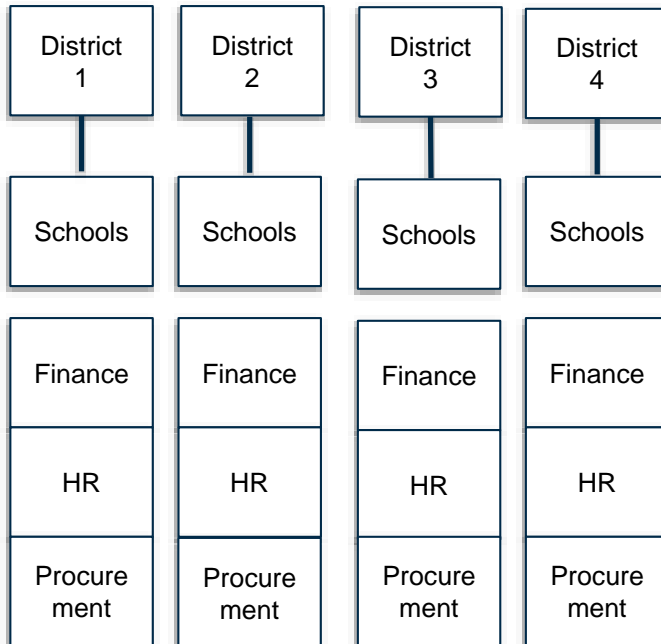 District
1
District
2
District
3
District
4
Schools
Schools
Schools
Schools
Finance
Finance
Finance
Finance
HR
HR
HR
HR
Procure
ment
Procure
ment
Procure
ment
Procure
ment